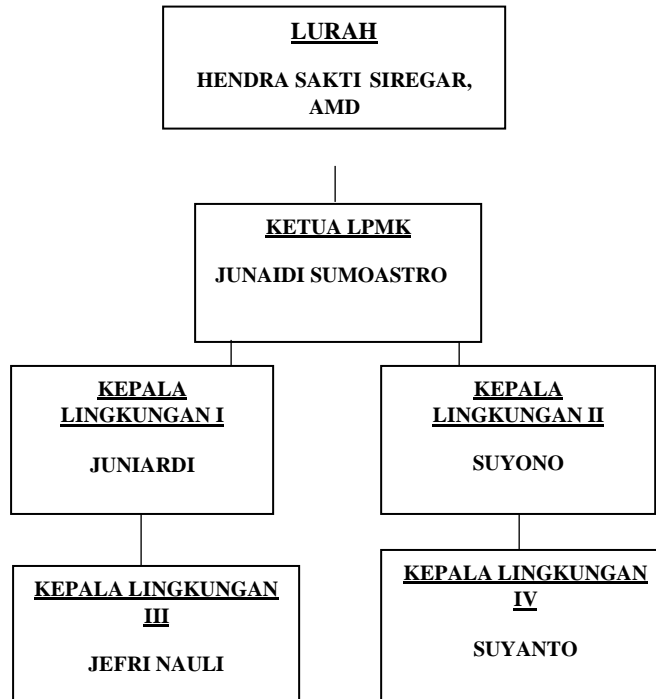 LURAH
HENDRA SAKTI SIREGAR,
AMD
KETUA LPMK
JUNAIDI SUMOASTRO
KEPALA
LINGKUNGAN I
JUNIARDI
KEPALA
LINGKUNGAN II
SUYONO
KEPALA LINGKUNGAN
III
JEFRI NAULI
KEPALA LINGKUNGAN
IV
SUYANTO